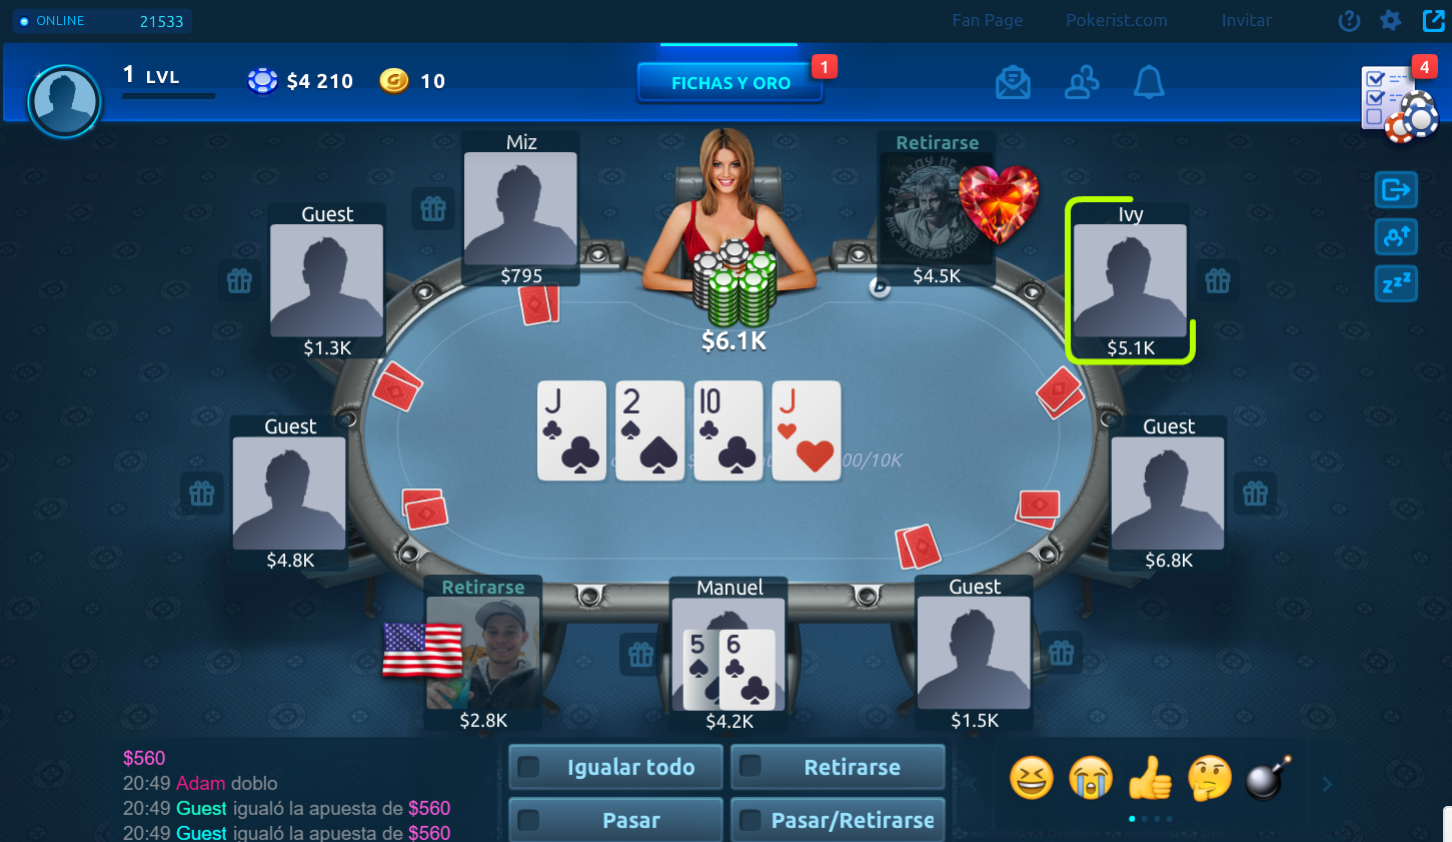 ONLINE 21533
Fan Page Pokerist.com Invitar
1 LVL
$4 210
10
FICHAS Y ORO
1
4
Miz
$795
Retirarse
$4.5K
Guest
$1.3K
Ivy
$5.1K
D
$6.1K
J 2 10 J
00/10K
Guest
$4.8K
Guest
$6.8K
Retirarse
$2.8K
Manuel
5 6
$4.2K
Guest
$1.5K
zzz
$560
20:49 Adam doblo
20:49 Guest igualó la apuesta de $560
20:49 Guest igualó la apuesta de $560
Igualar todo
Retirarse
Pasar
Pasar/Retirarse